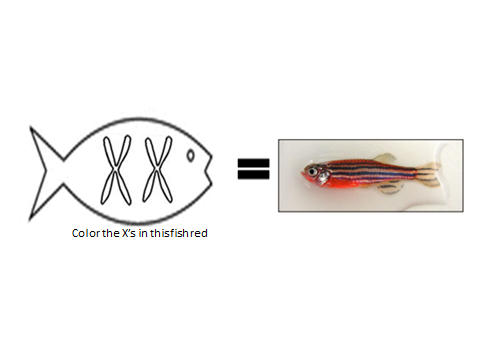 Color the X's in thisfish red